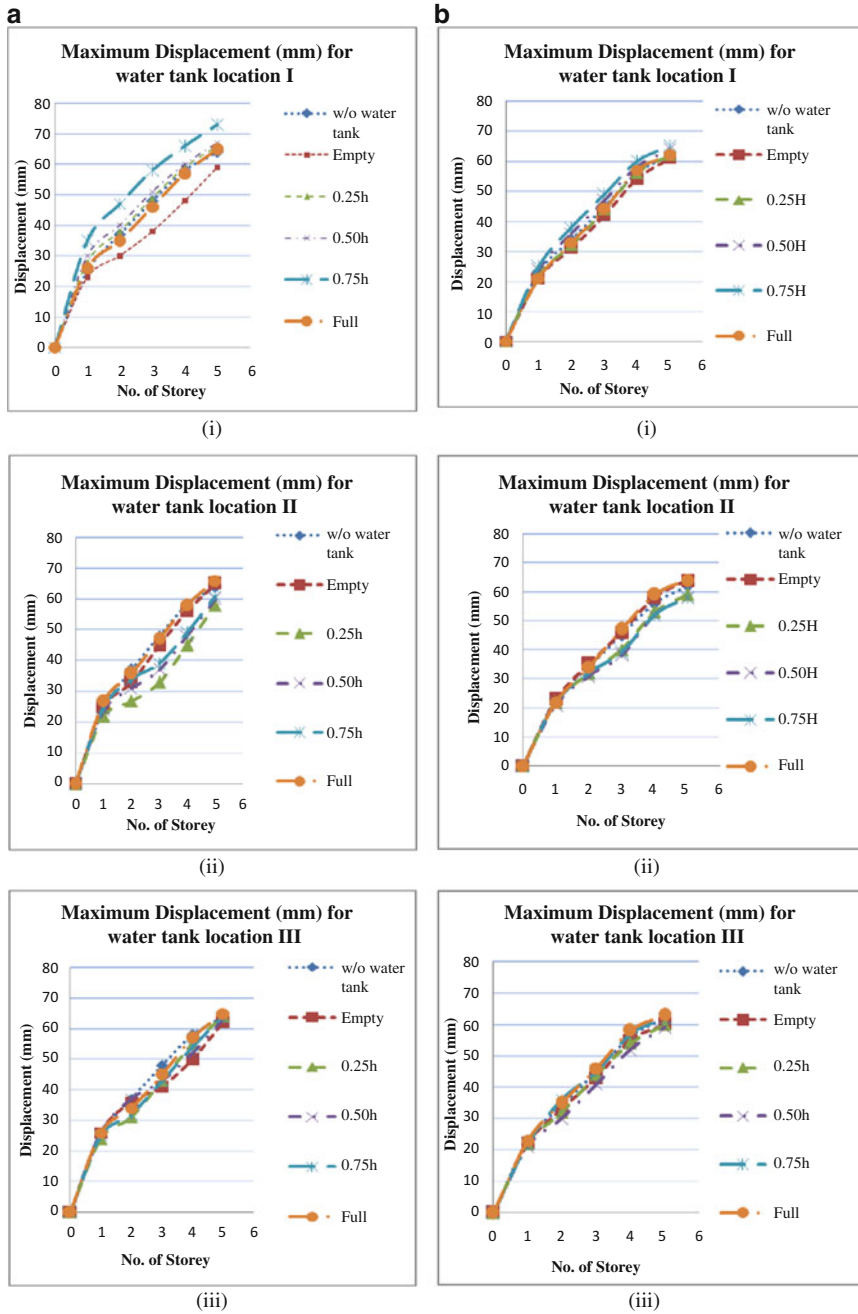 a
Maximum Displacement (mm) for
water tank location I
80
70
60
50
40
30
20
10
0
Displacement (mm)
0 1 2 3 4 5 6
No. of Storey
w/o water
tank
Empty
0.25h
0.50h
0.75h
Full
(i)
b
Maximum Displacement (mm) for
water tank location I
80
70
60
50
40
30
20
10
0
Displacement (mm)
0 1 2 3 4 5 6
No. of Storey
w/o water
tank
Empty
0.25H
0.50H
0.75H
Full
(i)
Maximum Displacement (mm) for
water tank location II
80
70
60
50
40
30
20
10
0
Displacement (mm)
0 1 2 3 4 5 6
No. of Storey
w/o water
tank
Empty
0.25h
0.50h
0.75h
Full
(ii)
Maximum Displacement (mm) for
water tank location II
80
70
60
50
40
30
20
10
0
Displacement (mm)
0 1 2 3 4 5 6
No. of Storey
w/o water
tank
Empty
0.25H
0.50H
0.75H
Full
(ii)
Maximum Displacement (mm) for
water tank location III
80
70
60
50
40
30
20
10
0
Displacement (mm)
0 1 2 3 4 5 6
No. of Storey
w/o water
tank
Empty
0.25h
0.50h
0.75h
Full
(iii)
Maximum Displacement (mm) for
water tank location III
80
70
60
50
40
30
20
10
0
Displacement (mm)
0 1 2 3 4 5 6
No. of Storey
w/o water
tank
Empty
0.25h
0.50h
0.75h
Full
(iii)